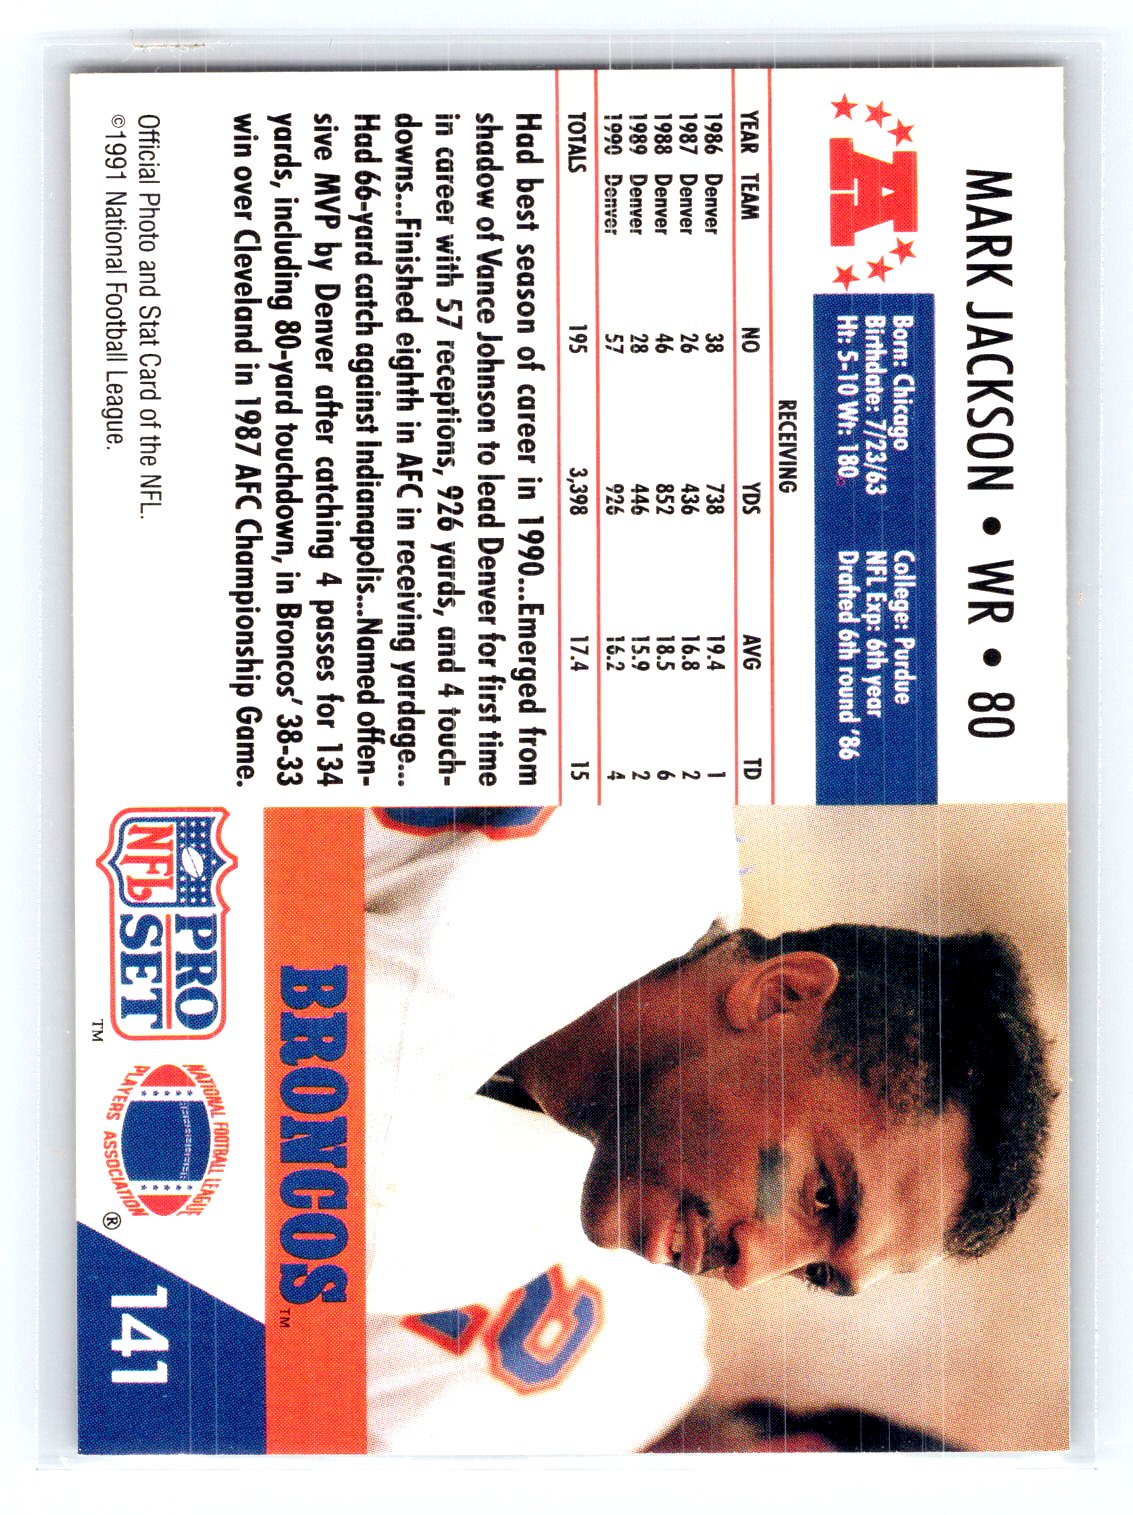 MARK JACKSON • WR • 80
A
Born: Chicago College: Purdue
Birthdate: 7/23/63 NFL Exp: 6th year
Ht: 5-10 Wt: 180 Drafted 6th round '86
RECEIVING
YEAR TEAM NO YDS AVG TD
1986 Denver 38 738 19.4 1
1987 Denver 26 436 16.8 2
1988 Denver 46 852 18.5 6
1989 Denver 28 446 15.9 2
1990 Denver 57 926 16.2 4
TOTALS 195 3,398 17.4 15
Had best season of career in 1990...Emerged from
shadow of Vance Johnson to lead Denver for first time
in career with 57 receptions, 926 yards, and 4 touch-
downs...Finished eighth in AFC in receiving yardage...
Had 66-yard catch against Indianapolis...Named offen-
sive MVP by Denver after catching 4 passes for 134
yards, including 80-yard touchdown, in Broncos' 38-33
win over Cleveland in 1987 AFC Championship Game.
Official Photo and Stat Card of the NFL.
©1991 National Football League.
8
BRONCOS™
NFL
PRO
SET
™
NATIONAL FOOTBALL LEAGUE
PLAYERS ASSOCIATION
®
141